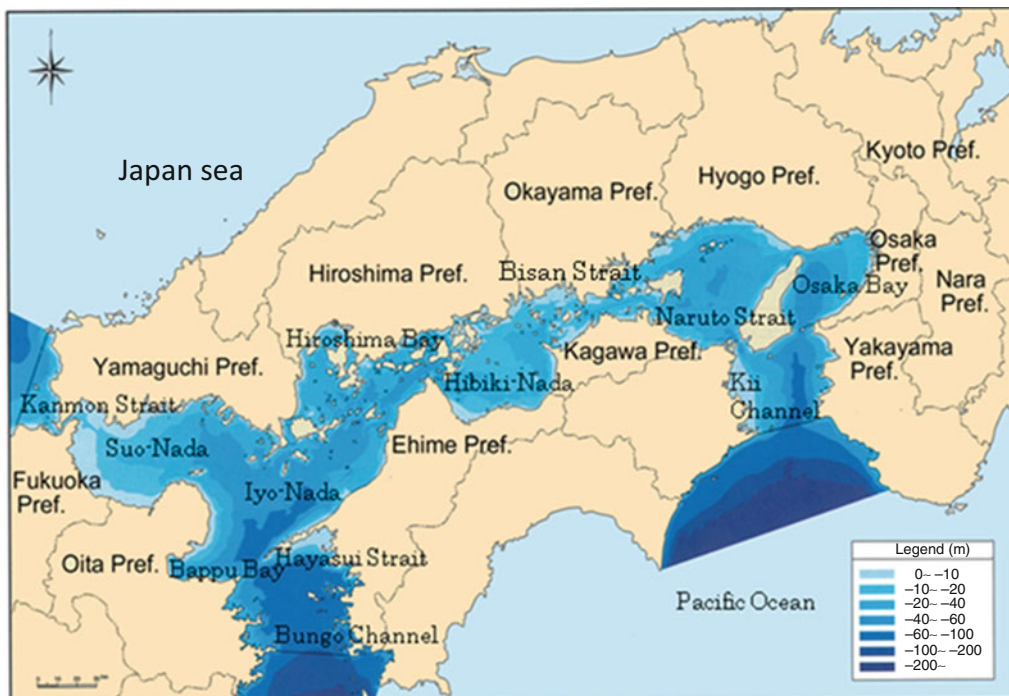 Japan sea
Kyoto Pref.
Hyogo Pref.
Okayama Pref.
Osaka
Pref.
Hiroshima Pref.
Bisan Strait
Osaka Bay
Nara
Pref.
Naruto Strait
Hiroshima Bay
Kagawa Pref.
Yakayama
Pref.
Yamaguchi Pref.
Hibiki-Nada
Kii
Channel
Kanmon Strait
Suo-Nada
Ehime Pref.
Fukuoka
Pref.
Iyo-Nada
Oita Pref.
Bappu Bay
Hayasui Strait
Pacific Ocean
Bungo Channel
Legend (m)
0~ –10
–10~ –20
–20~ –40
–40~ –60
–60~ –100
–100~ –200
–200~